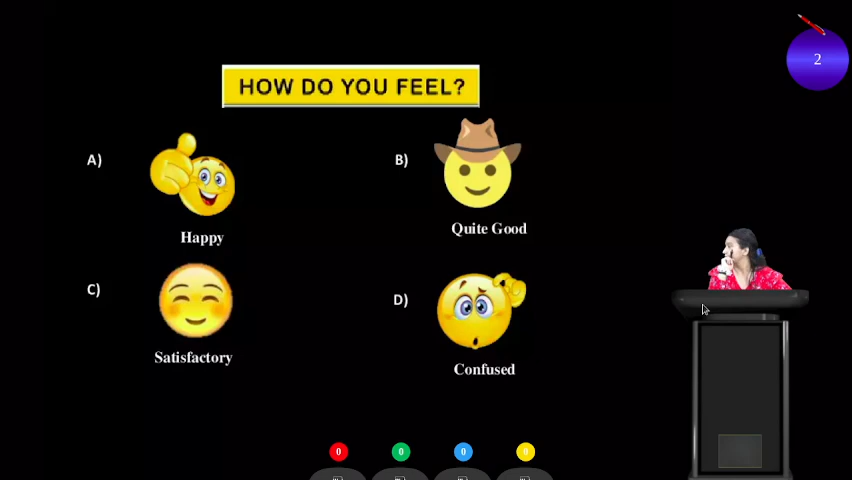 2
HOW DO YOU FEEL?
A)
B)
Happy
Quite Good
C)
D)
Satisfactory
Confused
0 0 0 0